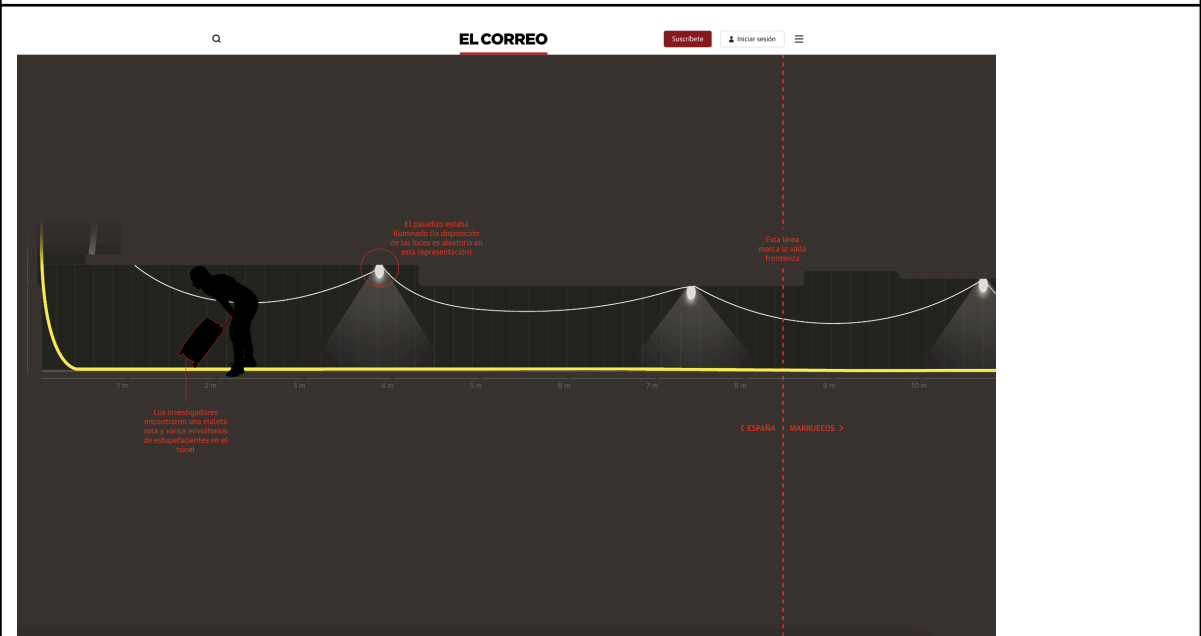 EL CORREO
Suscríbete
Iniciar sesión
El pasadizo estaba
iluminado (la disposición
de las luces es aleatoria en
esta representación)
Esta línea
marca la valla
fronteriza
1 m
2 m
3 m
4 m
5 m
6 m
7 m
8 m
9 m
10 m
Los investigadores
encontraron una maleta
rota y varios envoltorios
de estupefacientes en el
túnel
< ESPAÑA
MARRUECOS >